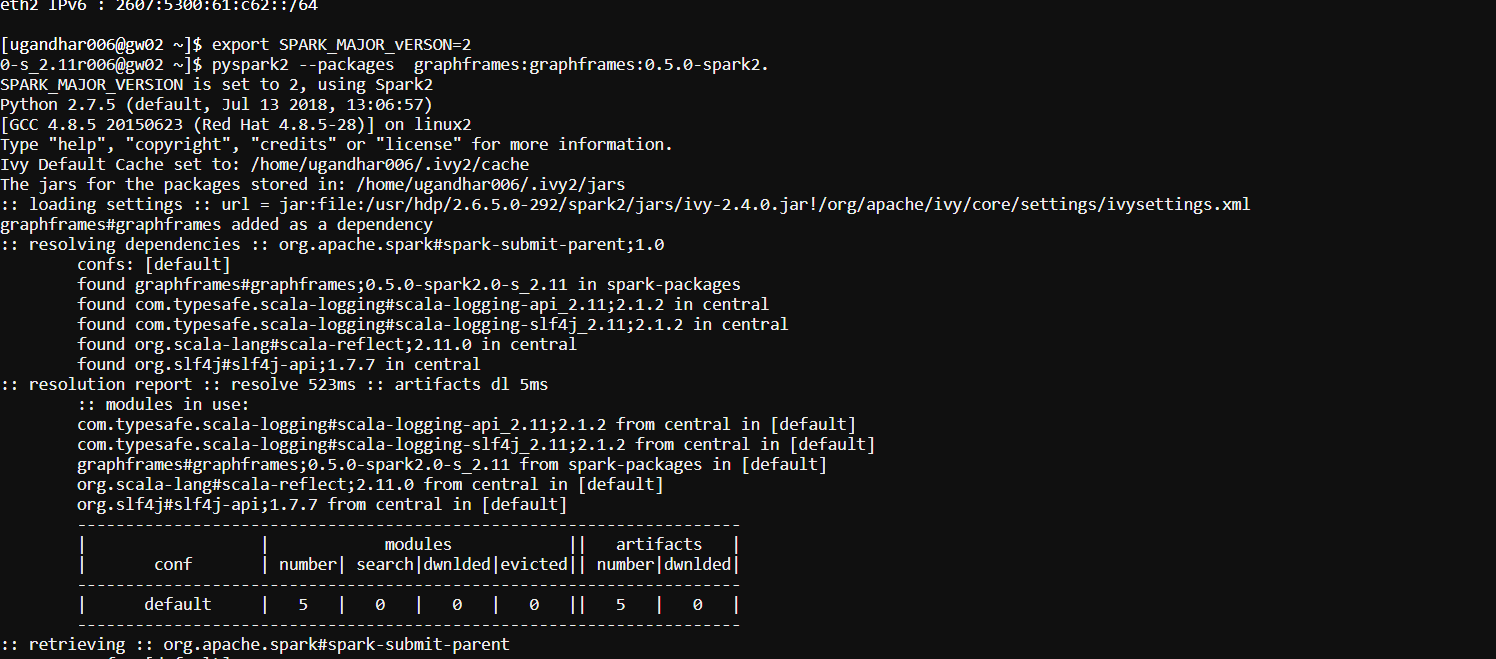 eth2 IPv6 : 2607:5300:61:c62::/64
[ugandhar006@gw02 ~]$ export SPARK_MAJOR_vERSON=2
0-s_2.11r006@gw02 ~]$ pyspark2 --packages  graphframes:graphframes:0.5.0-spark2.
SPARK_MAJOR_VERSION is set to 2, using Spark2
Python 2.7.5 (default, Jul 13 2018, 13:06:57)
[GCC 4.8.5 20150623 (Red Hat 4.8.5-28)] on linux2
Type "help", "copyright", "credits" or "license" for more information.
Ivy Default Cache set to: /home/ugandhar006/.ivy2/cache
The jars for the packages stored in: /home/ugandhar006/.ivy2/jars
:: loading settings :: url = jar:file:/usr/hdp/2.6.5.0-292/spark2/jars/ivy-2.4.0.jar!/org/apache/ivy/core/settings/ivysettings.xml
graphframes#graphframes added as a dependency
:: resolving dependencies :: org.apache.spark#spark-submit-parent;1.0
        confs: [default]
        found graphframes#graphframes;0.5.0-spark2.0-s_2.11 in spark-packages
        found com.typesafe.scala-logging#scala-logging-api_2.11;2.1.2 in central
        found com.typesafe.scala-logging#scala-logging-slf4j_2.11;2.1.2 in central
        found org.scala-lang#scala-reflect;2.11.0 in central
        found org.slf4j#slf4j-api;1.7.7 in central
:: resolution report :: resolve 523ms :: artifacts dl 5ms
        :: modules in use:
        com.typesafe.scala-logging#scala-logging-api_2.11;2.1.2 from central in [default]
        com.typesafe.scala-logging#scala-logging-slf4j_2.11;2.1.2 from central in [default]
        graphframes#graphframes;0.5.0-spark2.0-s_2.11 from spark-packages in [default]
        org.scala-lang#scala-reflect;2.11.0 from central in [default]
        org.slf4j#slf4j-api;1.7.7 from central in [default]
        ---------------------------------------------------------------------
        |                  |            modules            ||   artifacts   |
        |       conf       | number| search|dwnlded|evicted|| number|dwnlded|
        ---------------------------------------------------------------------
        |      default     |   5   |   0   |   0   |   0   ||   5   |   0   |
        ---------------------------------------------------------------------
:: retrieving :: org.apache.spark#spark-submit-parent